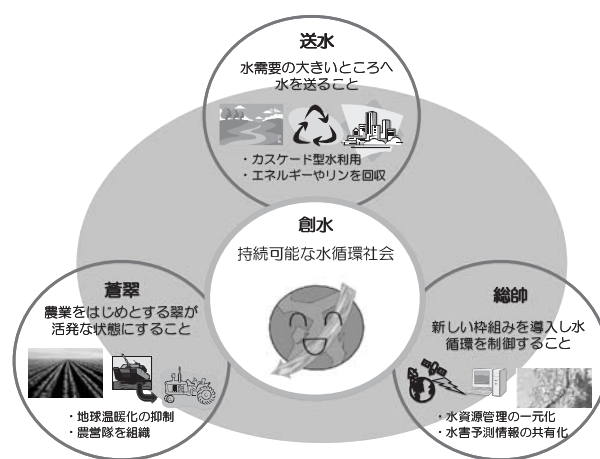 送水
水需要の大きいところへ
水を送ること
・カスケード型水利用
・エネルギーやリンを回収
創水
持続可能な水循環社会
蒼翠
農業をはじめとする翠が
活発な状態にすること
・地球温暖化の抑制
・農営隊を組織
総帥
新しい枠組みを導入し水
循環を制御すること
・水資源管理の一元化
・水害予測情報の共有化